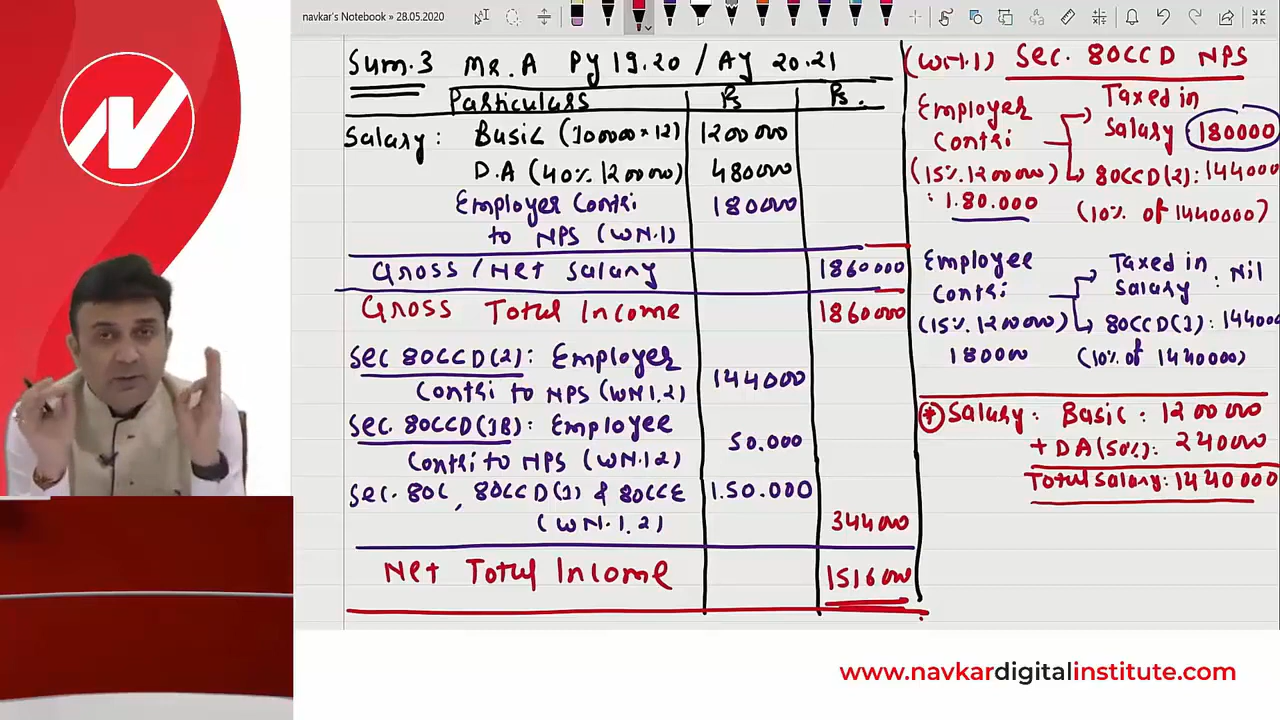 navkar's Notebook » 28.05.2020
Sum.3 Mr. A PY 19.20 / AY 20.21
Particulars Rs Rs.
Salary: Basic (100000×12) 1200000
D.A (40% 1200000) 480000
Employer Contri 180000
to NPS (WN.1)
Gross / Net Salary 1860000
Gross Total Income 1860000
Sec 80CCD(2): Employer
Contri to NPS (WN 1,2) 144000
Sec. 80CCD(1B): Employee
Contri to NPS (WN.1,2) 50.000
Sec. 80C, 80CCD(1) & 80CCE 1.50.000
(WN.1,2) 344000
Net Total Income 1516000
(WN.1) Sec. 80CCD NPS
Employer Contri
Taxed in
Salary 180000
(15% 1200000) 80CCD(2): 144000
: 1.80.000 (10% of 1440000)
Employee Contri
Taxed in
Salary : Nil
(15% 1200000) 80CCD(1): 144000
180000 (10% of 1440000)
* Salary: Basic: 1200000
+ DA (50%): 240000
Total Salary: 1440000
www.navkardigitalinstitute.com